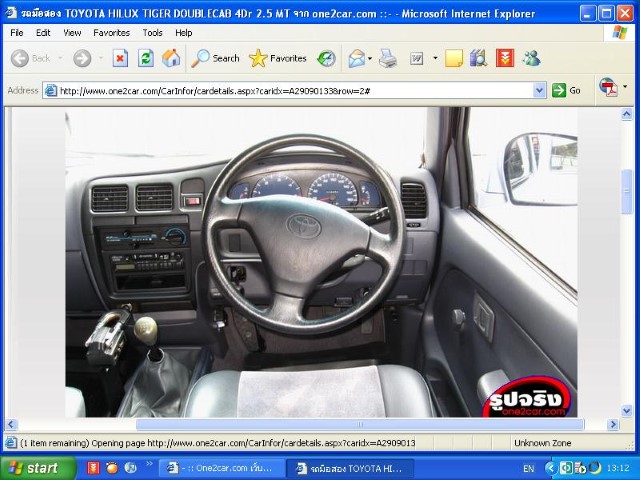 รถมือสอง TOYOTA HILUX TIGER DOUBLECAB 4Dr 2.5 MT จาก one2car.com ::- - Microsoft Internet Explorer
File Edit View Favorites Tools Help
Back Search
Address http://www.one2car.com/CarInfor/cardetails.aspx?caridx=A2909013&row=2# Go
รูปจริง
one2car.com
(1 item remaining) Opening page http://www.one2car.com/CarInfor/cardetails.aspx?caridx=A2909013 Unknown Zone
start - :: One2car.com เว็บ... รถมือสอง TOYOTA HI... EN 13:12